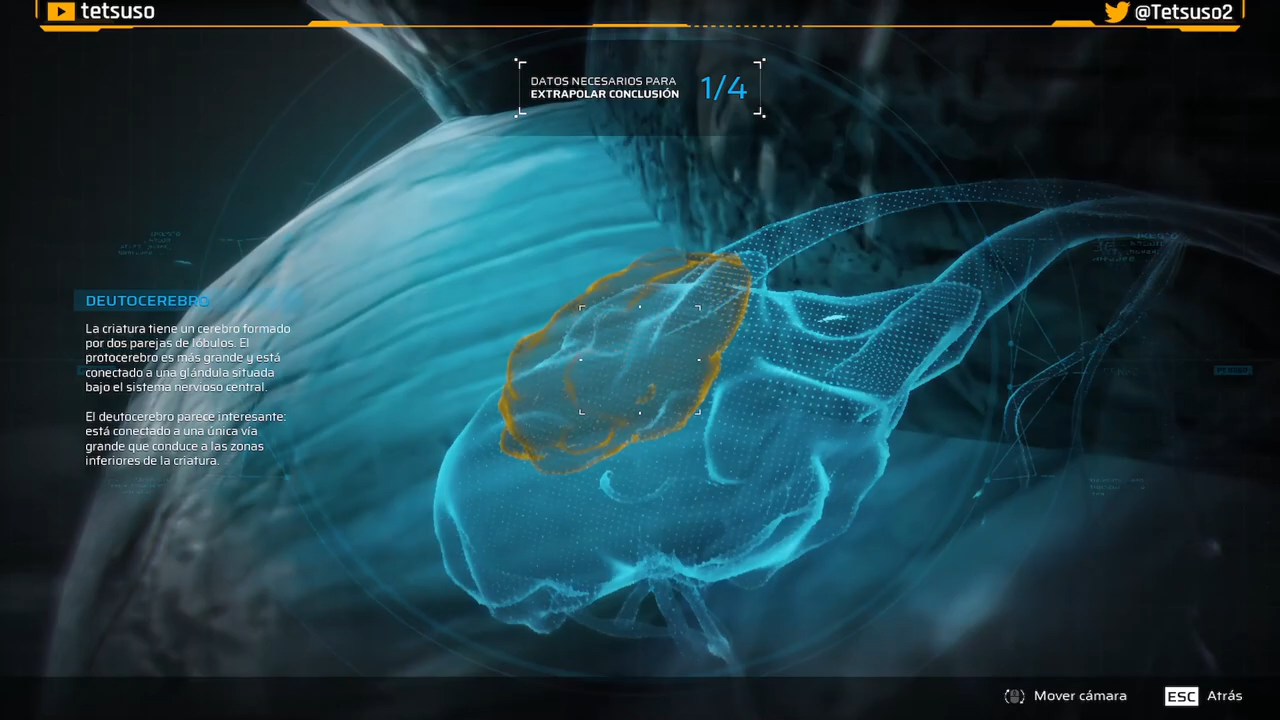 tetsuso
@Tetsuso2
DATOS NECESARIOS PARA
EXTRAPOLAR CONCLUSIÓN
1/4
DEUTOCEREBRO
La criatura tiene un cerebro formado
por dos parejas de lóbulos. El
protocerebro es más grande y está
conectado a una glándula situada
bajo el sistema nervioso central.
El deutocerebro parece interesante:
está conectado a una única vía
grande que conduce a las zonas
inferiores de la criatura.
Mover cámara
ESC Atrás